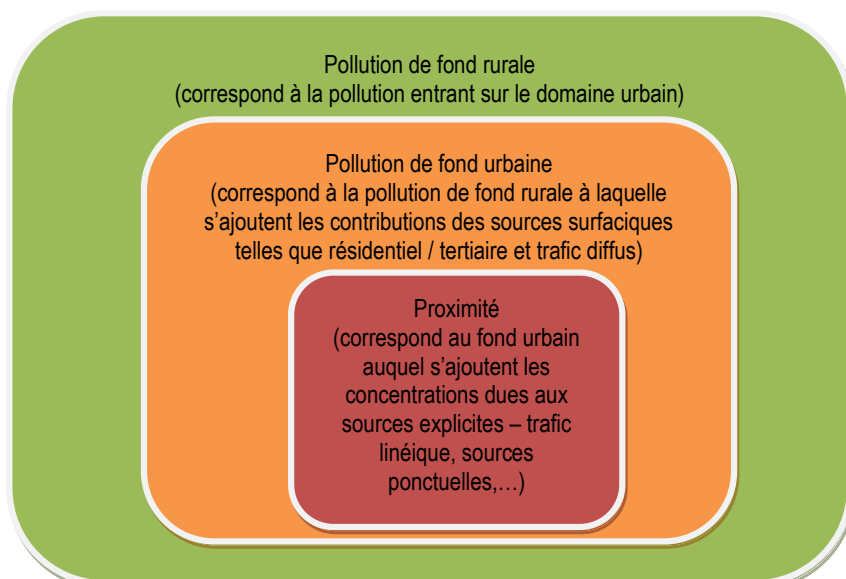 Pollution de fond rurale
(correspond à la pollution entrant sur le domaine urbain)
Pollution de fond urbaine
(correspond à la pollution de fond rurale à laquelle
s'ajoutent les contributions des sources surfaciques
telles que résidentiel / tertiaire et trafic diffus)
Proximité
(correspond au fond urbain
auquel s'ajoutent les
concentrations dues aux
sources explicites – trafic
linéique, sources
ponctuelles,…)